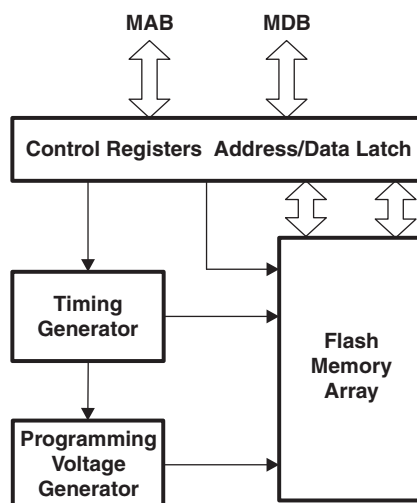 MAB MDB
Control Registers Address/Data Latch
Timing
Generator
Flash
Memory
Array
Programming
Voltage
Generator